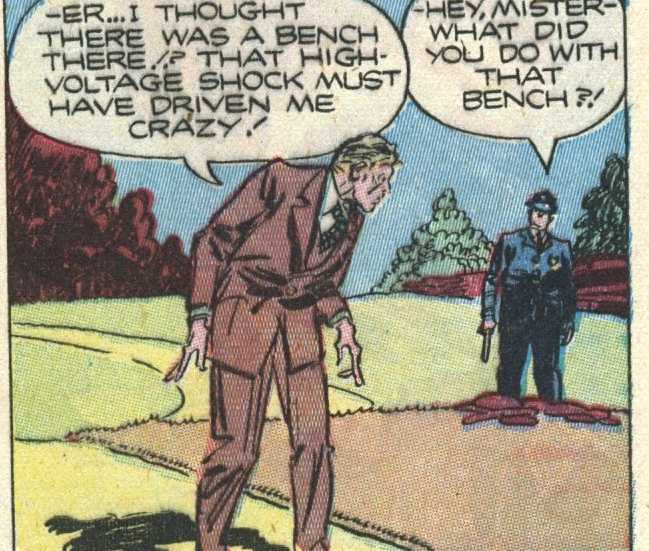 -ER...I THOUGHT
THERE WAS A BENCH
THERE!? THAT HIGH-
VOLTAGE SHOCK MUST
HAVE DRIVEN ME
CRAZY!
-HEY, MISTER-
WHAT DID
YOU DO WITH
THAT
BENCH?!